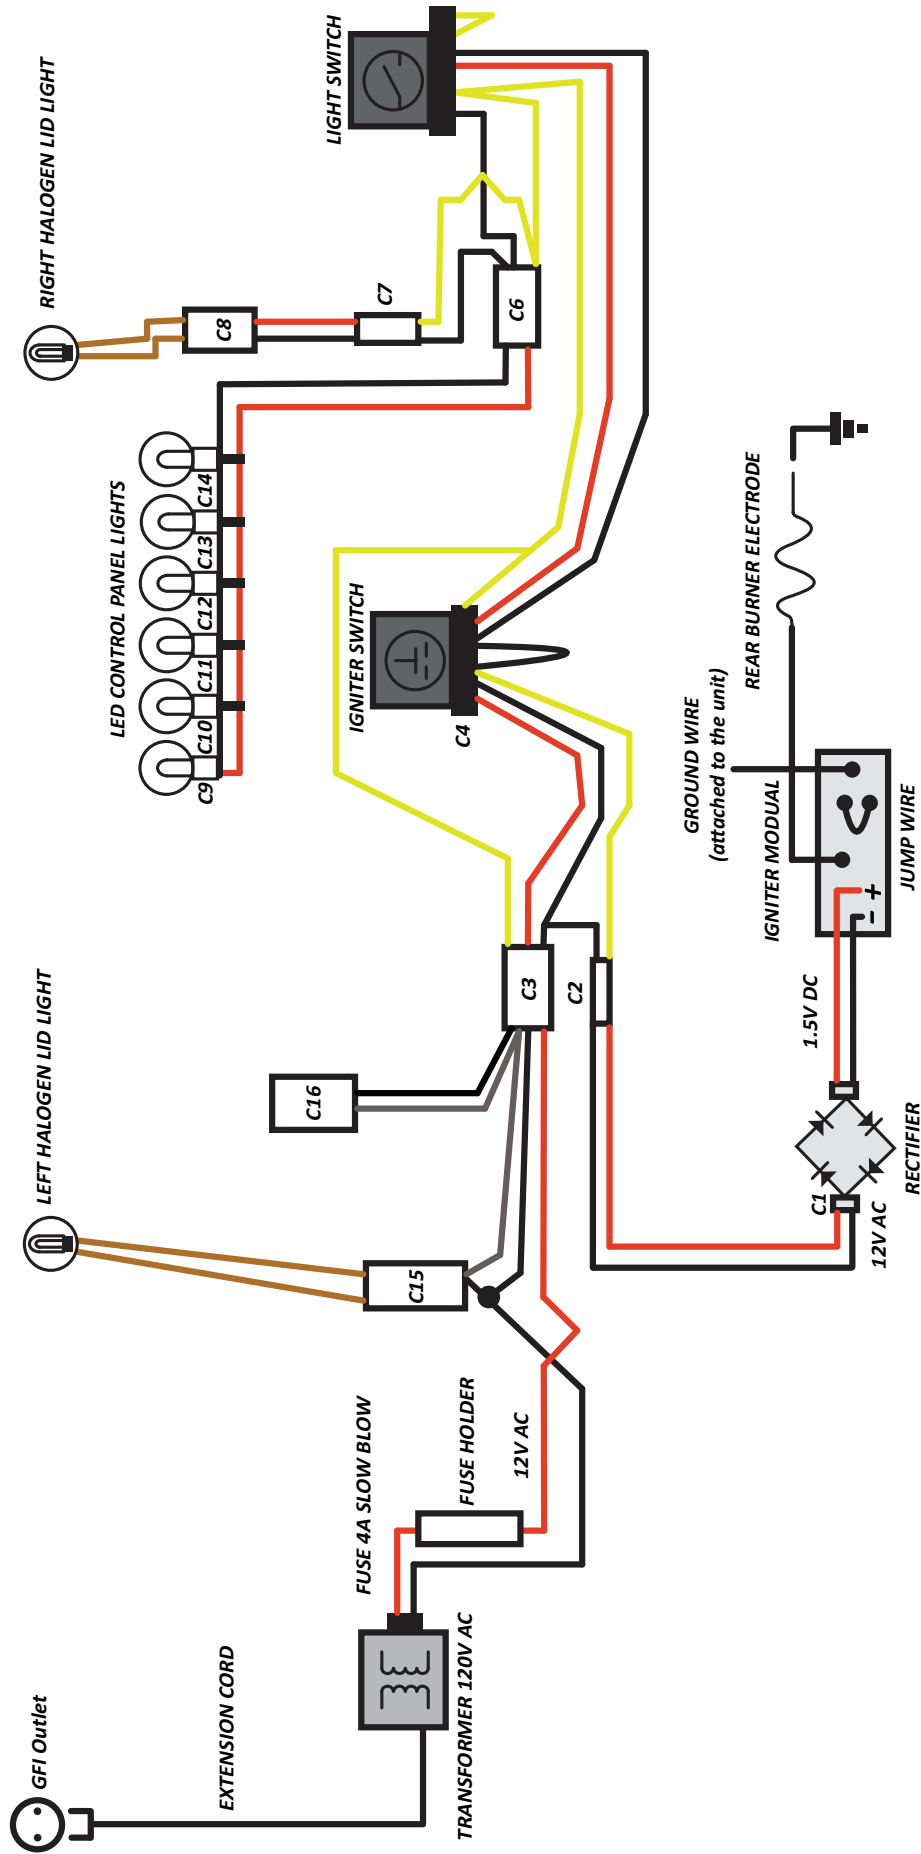 GFI Outlet
EXTENSION CORD
TRANSFORMER 120V AC
FUSE 4A SLOW BLOW
FUSE HOLDER
12V AC
LEFT HALOGEN LID LIGHT
C15
C16
C3
C2
C1
12V AC
RECTIFIER
1.5V DC
IGNITER MODUAL
- +
JUMP WIRE
GROUND WIRE
(attached to the unit)
REAR BURNER ELECTRODE
C4
IGNITER SWITCH
LED CONTROL PANEL LIGHTS
C9
C10
C11
C12
C13
C14
RIGHT HALOGEN LID LIGHT
C8
C7
C6
LIGHT SWITCH